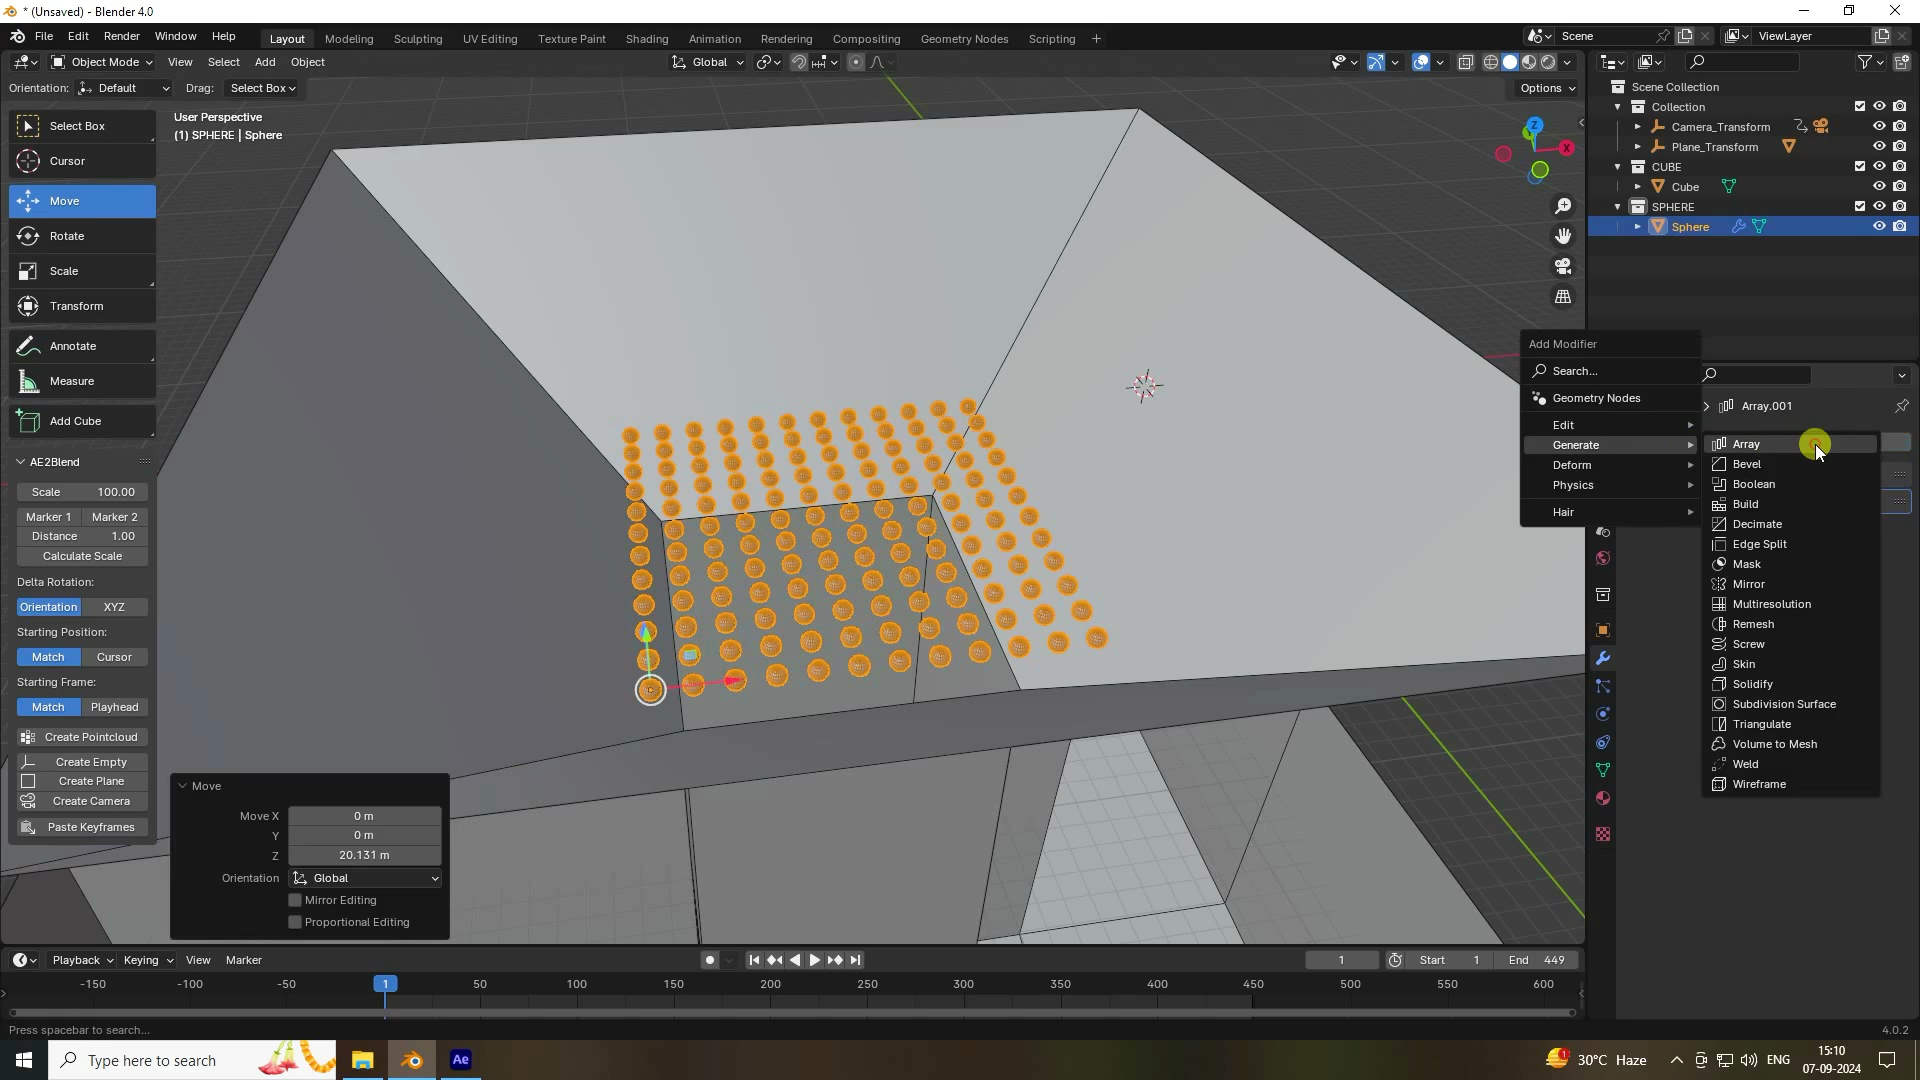 * (Unsaved) - Blender 4.0
File Edit Render Window Help
Layout Modeling Sculpting UV Editing Texture Paint Shading Animation Rendering Compositing Geometry Nodes Scripting +
Scene
ViewLayer
Object Mode View Select Add Object
Global
Orientation: Default Drag: Select Box
Options
Select Box
Cursor
Move
Rotate
Scale
Transform
Annotate
Measure
Add Cube
User Perspective
(1) SPHERE | Sphere
Z
X
Scene Collection
Collection
Camera_Transform
Plane_Transform
CUBE
Cube
SPHERE
Sphere
Add Modifier
Search...
Geometry Nodes
Edit
Generate
Deform
Physics
Hair
Array.001
Array
Bevel
Boolean
Build
Decimate
Edge Split
Mask
Mirror
Multiresolution
Remesh
Screw
Skin
Solidify
Subdivision Surface
Triangulate
Volume to Mesh
Weld
Wireframe
AE2Blend
Scale 100.00
Marker 1 Marker 2
Distance 1.00
Calculate Scale
Delta Rotation:
Orientation XYZ
Starting Position:
Match Cursor
Starting Frame:
Match Playhead
Create Pointcloud
Create Empty
Create Plane
Create Camera
Paste Keyframes
Move
Move X 0 m
Y 0 m
Z 20.131 m
Orientation Global
Mirror Editing
Proportional Editing
Playback Keying View Marker
1 Start 1 End 449
-150 -100 -50 1 50 100 150 200 250 300 350 400 450 500 550 600
Press spacebar to search...
4.0.2
Type here to search
Ae
30°C Haze
ENG
15:10
07-09-2024